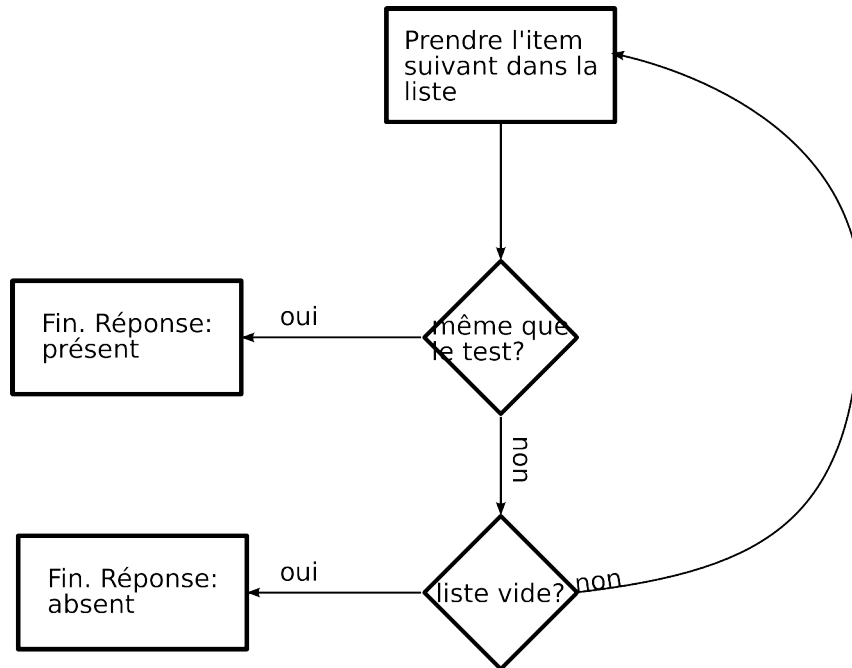 Prendre l'item
suivant dans la
liste
oui
même que
le test?
Fin. Réponse:
présent
non
oui
liste vide?
non
Fin. Réponse:
absent